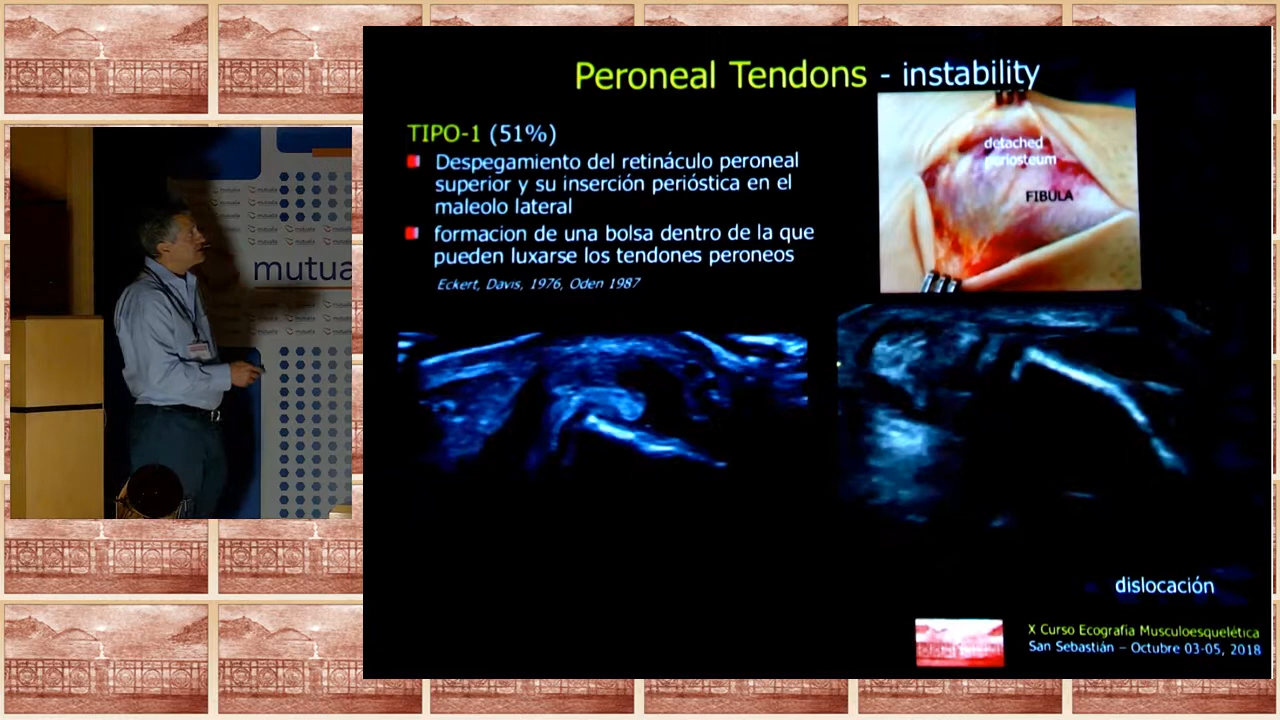 Peroneal Tendons - instability
TIPO-1 (51%)
Despegamiento del retináculo peroneal
superior y su inserción perióstica en el
maleolo lateral
formacion de una bolsa dentro de la que
pueden luxarse los tendones peroneos
Eckert, Davis, 1976, Oden 1987
detached
periosteum
FIBULA
mutua
dislocación
X Curso Ecografía Musculoesquelética
San Sebastián – Octubre 03-05, 2018